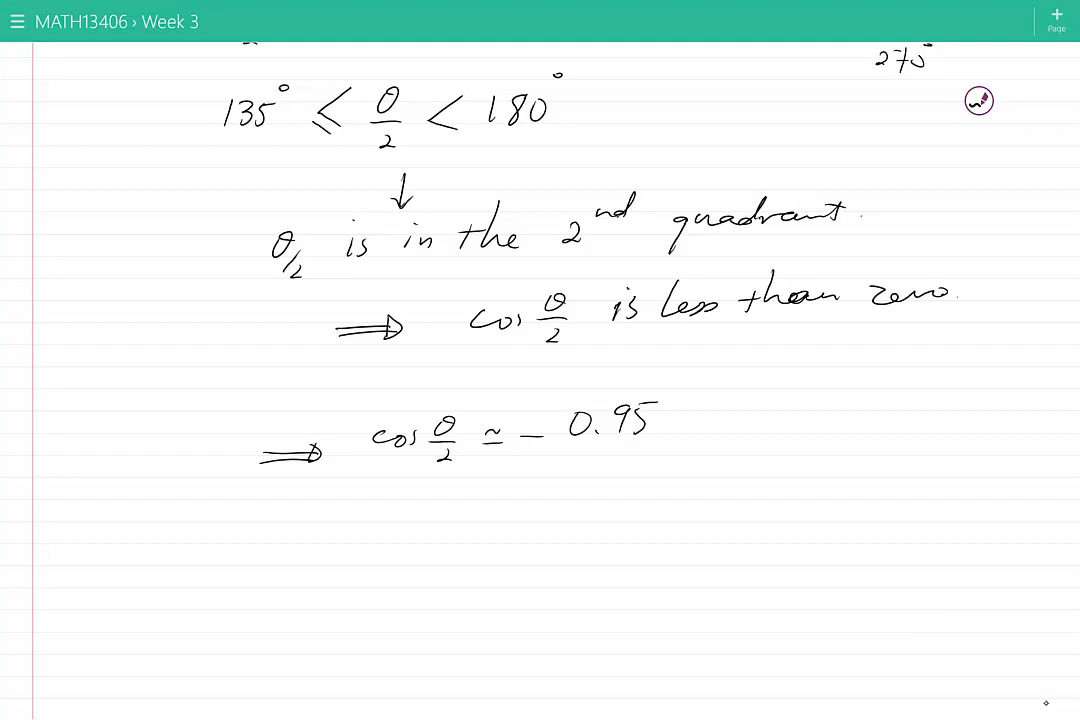 ☰ MATH13406 › Week 3
+ Page
270°
135° ≤ θ/2 < 180°
↓
θ/2 is in the 2nd quadrant.
⟹ cos θ/2 is less than zero.
⟹ cos θ/2 ≃ - 0.95